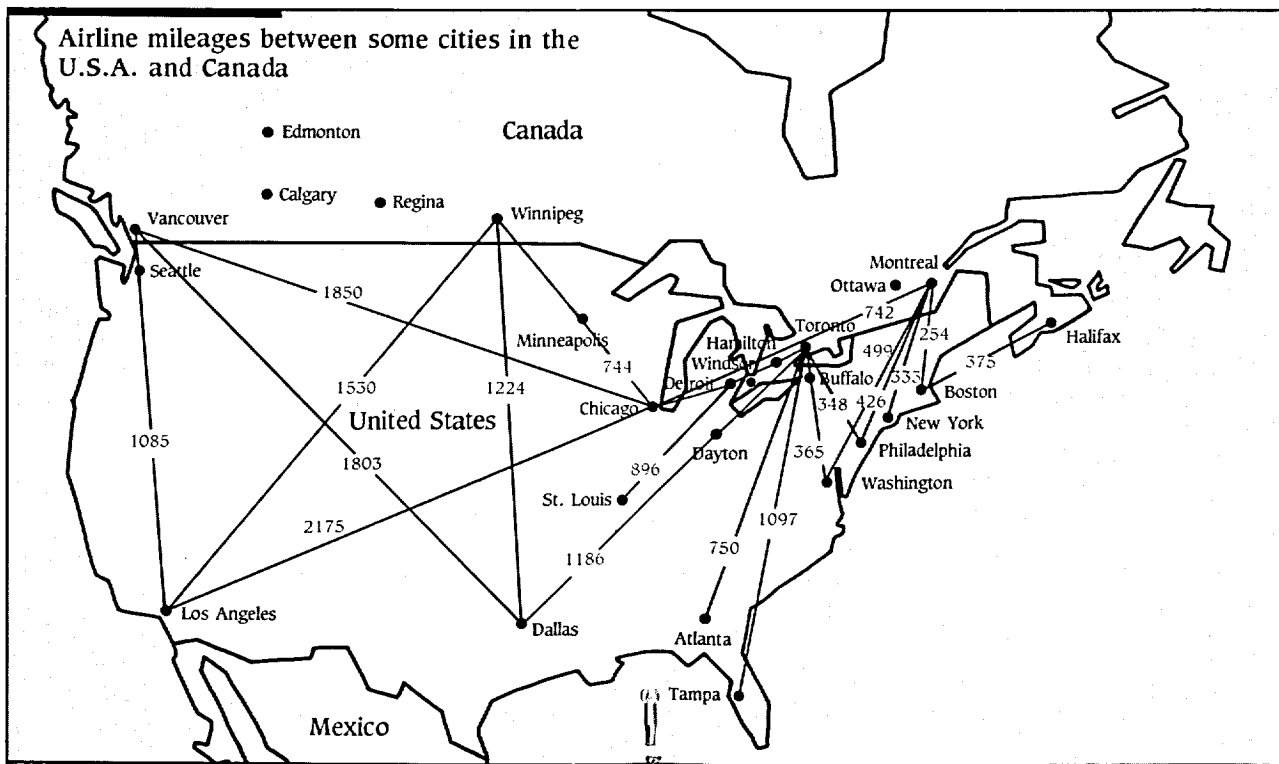 Airline mileages between some cities in the
U.S.A. and Canada
Edmonton
Canada
Calgary
Regina
Winnipeg
Vancouver
Seattle
Montreal
Ottawa
1850
742
Minneapolis
Toronto
Hamilton
499
254
Halifax
Windsor
744
375
Detroit
Buffalo
1530
1224
Boston
Chicago
348
426
333
United States
New York
1085
Dayton
365
Philadelphia
1803
896
Washington
St. Louis
2175
1097
750
1186
Los Angeles
Dallas
Atlanta
Tampa
Mexico